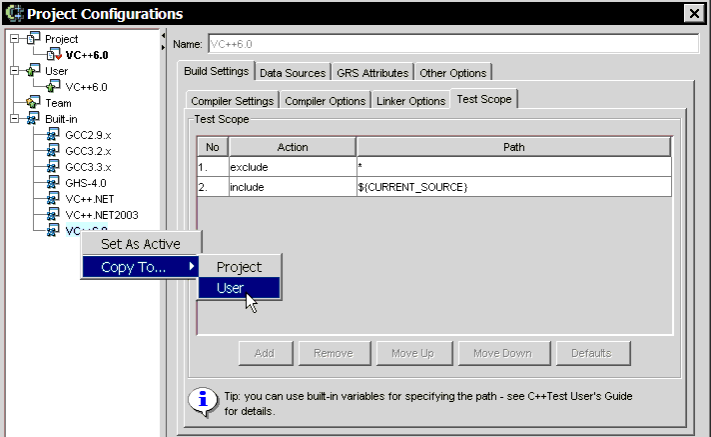 Project Configurations
Project
VC++6.0
User
VC++6.0
Team
Built-in
GCC2.9.x
GCC3.2.x
GCC3.3.x
GHS-4.0
VC++.NET
VC++.NET2003
VC++6.0
Set As Active
Copy To...
Project
User
Name: VC++6.0
Build Settings Data Sources GRS Attributes Other Options
Compiler Settings Compiler Options Linker Options Test Scope
Test Scope
No Action Path
1. exclude *
2. include ${CURRENT_SOURCE}
Add Remove Move Up Move Down Defaults
Tip: you can use built-in variables for specifying the path - see C++Test User's Guide
for details.